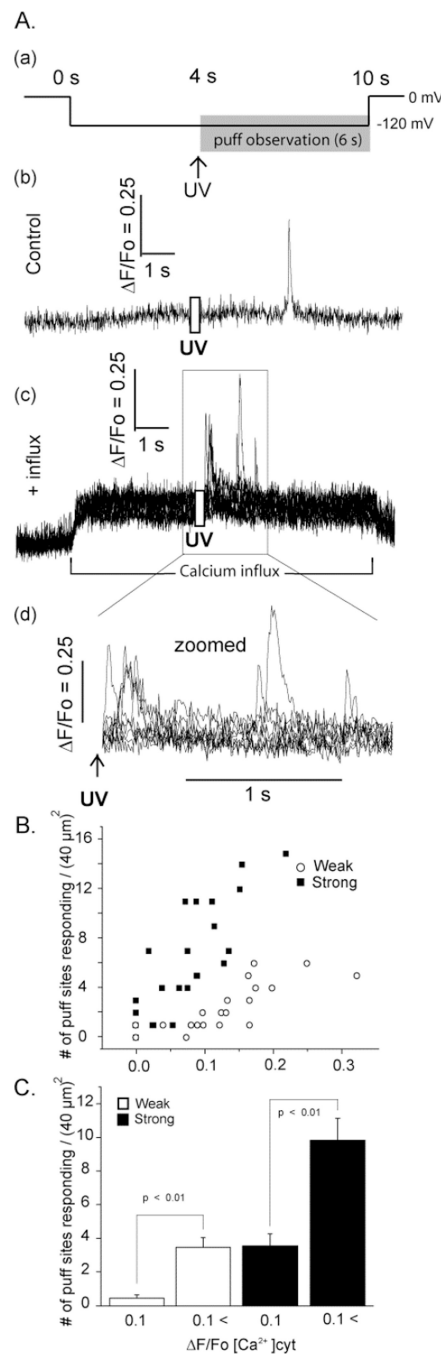 A.
(a)
0 s 4 s 10 s
0 mV
-120 mV
puff observation (6 s)
UV
(b)
Control
ΔF/Fo = 0.25
1 s
UV
(c)
+ influx
ΔF/Fo = 0.25
1 s
UV
Calcium influx
(d)
zoomed
ΔF/Fo = 0.25
UV
1 s
B.
# of puff sites responding / (40 µm)²
16
12
8
4
0
Weak
Strong
0.0 0.1 0.2 0.3
C.
# of puff sites responding / (40 µm)²
12
10
8
6
4
2
0
Weak
Strong
p < 0.01
p < 0.01
0.1 0.1 < 0.1 0.1 <
ΔF/Fo [Ca²⁺]cyt